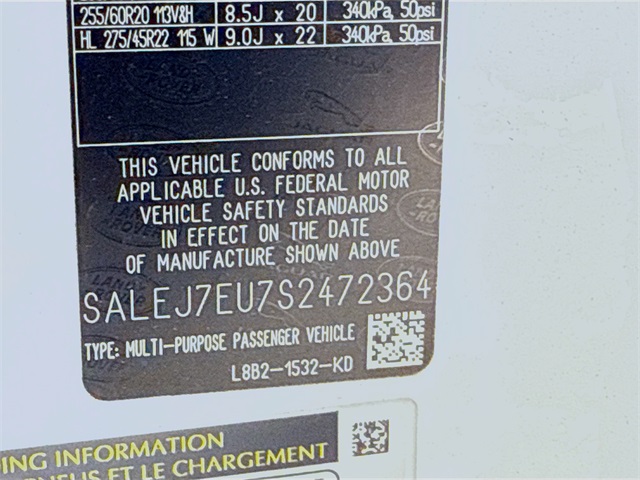 255/60R20 113V&H 8.5J x 20 340kPa, 50psi
HL 275/45R22 115 W 9.0J x 22 340kPa, 50psi
THIS VEHICLE CONFORMS TO ALL
APPLICABLE U.S. FEDERAL MOTOR
VEHICLE SAFETY STANDARDS
IN EFFECT ON THE DATE
OF MANUFACTURE SHOWN ABOVE
SALEJ7EU7S2472364
TYPE: MULTI-PURPOSE PASSENGER VEHICLE
L8B2-1532-KD
ING INFORMATION
PNEUS ET LE CHARGEMENT